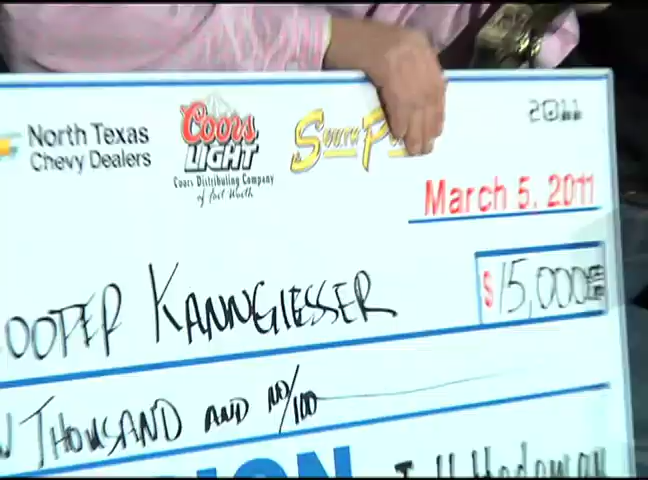 2011
North Texas
Chevy Dealers
Coors
LIGHT
Coors Distributing Company
of Fort Worth
South
March 5, 2011
KANNGIESSER
$15,000
THOUSAND AND NO/100